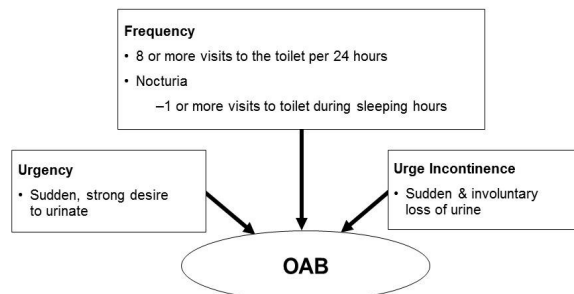 Frequency
• 8 or more visits to the toilet per 24 hours
• Nocturia
–1 or more visits to toilet during sleeping hours
Urgency
• Sudden, strong desire
to urinate
Urge Incontinence
• Sudden & involuntary
loss of urine
OAB